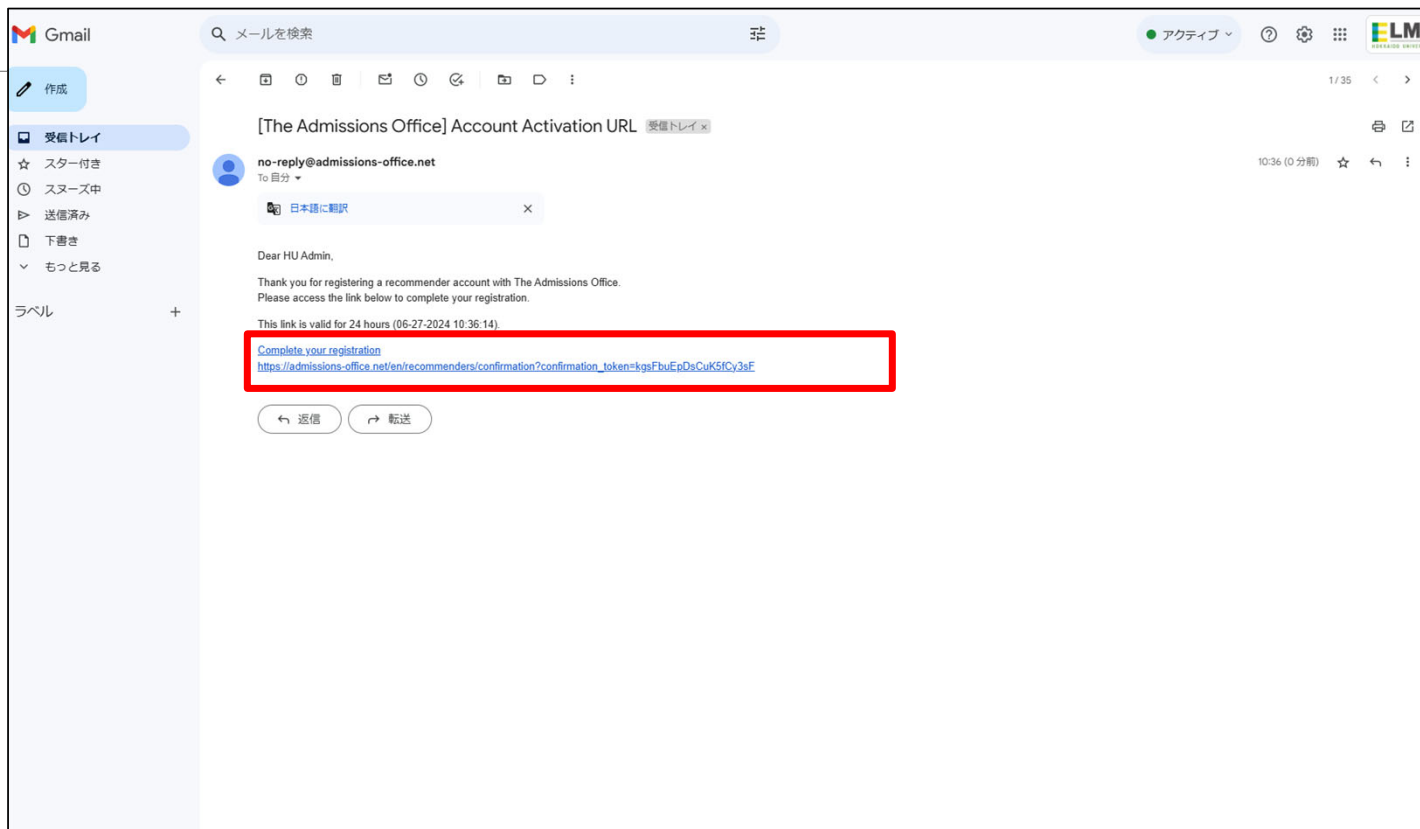 Gmail
メールを検索
アクティブ
ELM
作成
1/35
受信トレイ
スター付き
スヌーズ中
送信済み
下書き
もっと見る
ラベル
[The Admissions Office] Account Activation URL 受信トレイ ×
no-reply@admissions-office.net
10:36 (0 分前)
To 自分
日本語に翻訳
Dear HU Admin,
Thank you for registering a recommender account with The Admissions Office.
Please access the link below to complete your registration.
This link is valid for 24 hours (06-27-2024 10:36:14).
Complete your registration
https://admissions-office.net/en/recommenders/confirmation?confirmation_token=kgsFbuEpDsCuK5fCy3sF
返信
転送